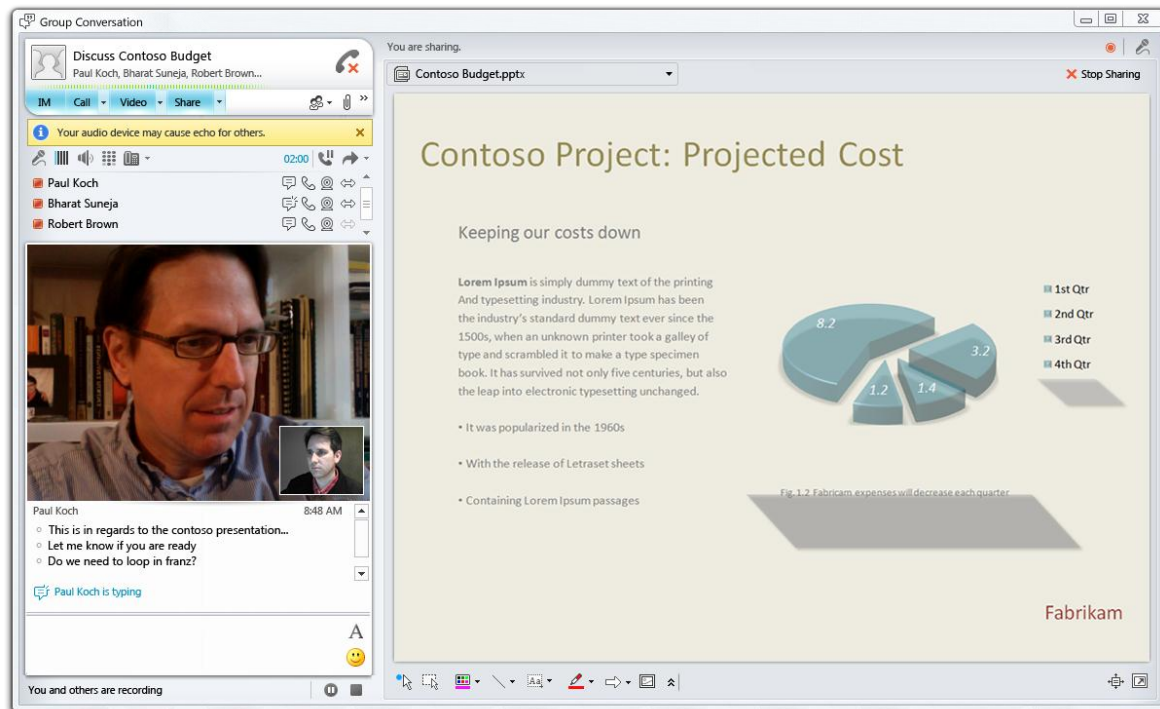 Group Conversation
Discuss Contoso Budget
Paul Koch, Bharat Suneja, Robert Brown...
IM Call Video Share
Your audio device may cause echo for others.
02:00
Paul Koch
Bharat Suneja
Robert Brown
Paul Koch 8:48 AM
This is in regards to the contoso presentation...
Let me know if you are ready
Do we need to loop in franz?
Paul Koch is typing
A
You and others are recording
You are sharing.
Contoso Budget.pptx
Stop Sharing
Contoso Project: Projected Cost
Keeping our costs down
Lorem Ipsum is simply dummy text of the printing
And typesetting industry. Lorem Ipsum has been
the industry's standard dummy text ever since the
1500s, when an unknown printer took a galley of
type and scrambled it to make a type specimen
book. It has survived not only five centuries, but also
the leap into electronic typesetting unchanged.
• It was popularized in the 1960s
• With the release of Letraset sheets
• Containing Lorem Ipsum passages
8.2
3.2
1.4
1.2
1st Qtr
2nd Qtr
3rd Qtr
4th Qtr
Fig. 1.2 Fabricam expenses will decrease each quarter
Fabrikam
Aa